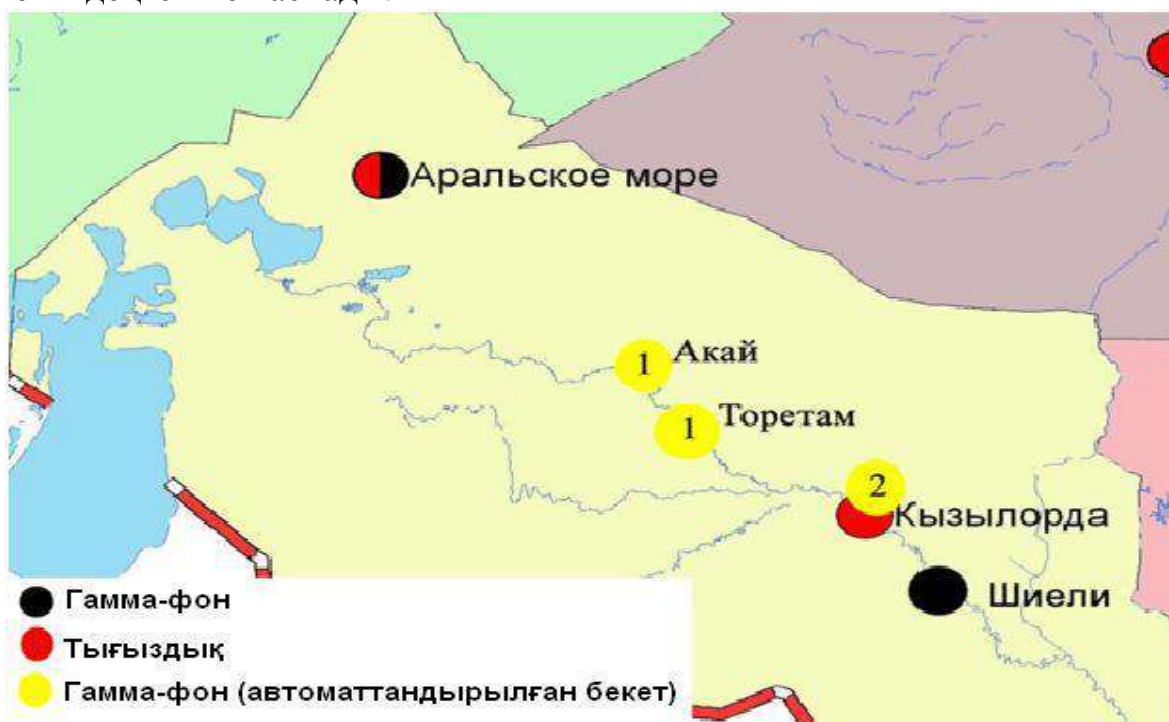 Аральское море
1 Акай
1 Торетам
2
Кызылорда
Шиели
Гамма-фон
Тығыздық
Гамма-фон (автоматтандырылған бекет)